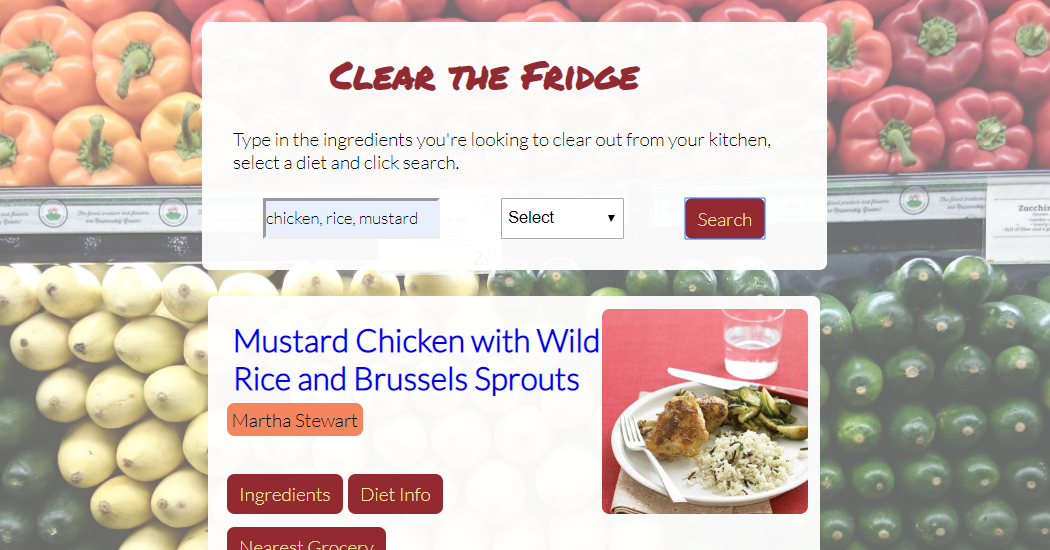 Clear the Fridge
Type in the ingredients you're looking to clear out from your kitchen,
select a diet and click search.
chicken, rice, mustard
Select
Search
Zucchin
Mustard Chicken with Wild
Rice and Brussels Sprouts
Martha Stewart
Ingredients
Diet Info
Nearest Grocery